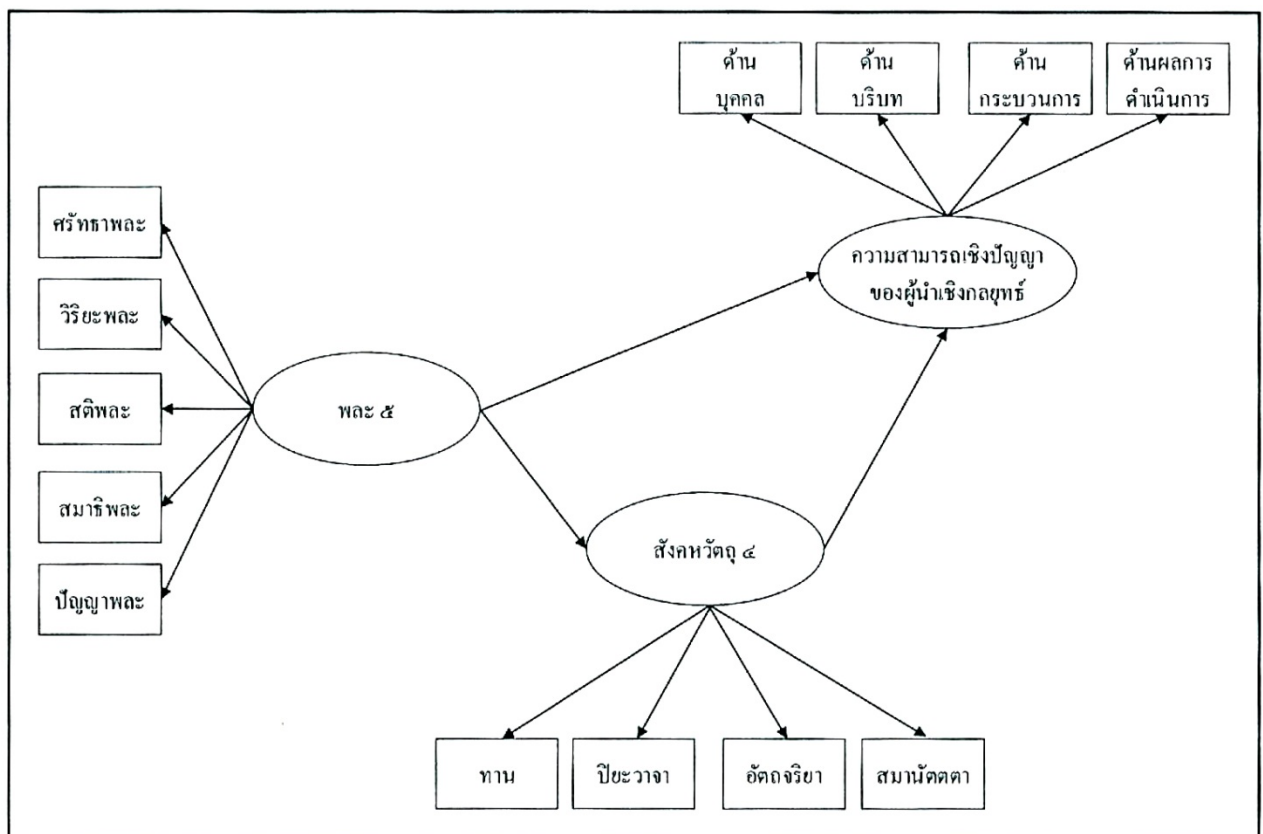 ด้าน
บุคคล
ด้าน
บริบท
ด้าน
กระบวนการ
ด้านผลการ
ดำเนินการ
ศรัทธาพละ
วิริยะพละ
สติพละ
สมาธิพละ
ปัญญาพละ
พละ ๕
ความสามารถเชิงปัญญา
ของผู้นำเชิงกลยุทธ์
สังคหวัตถุ ๔
ทาน
ปิยะวาจา
อัตถจริยา
สมานัตตตา